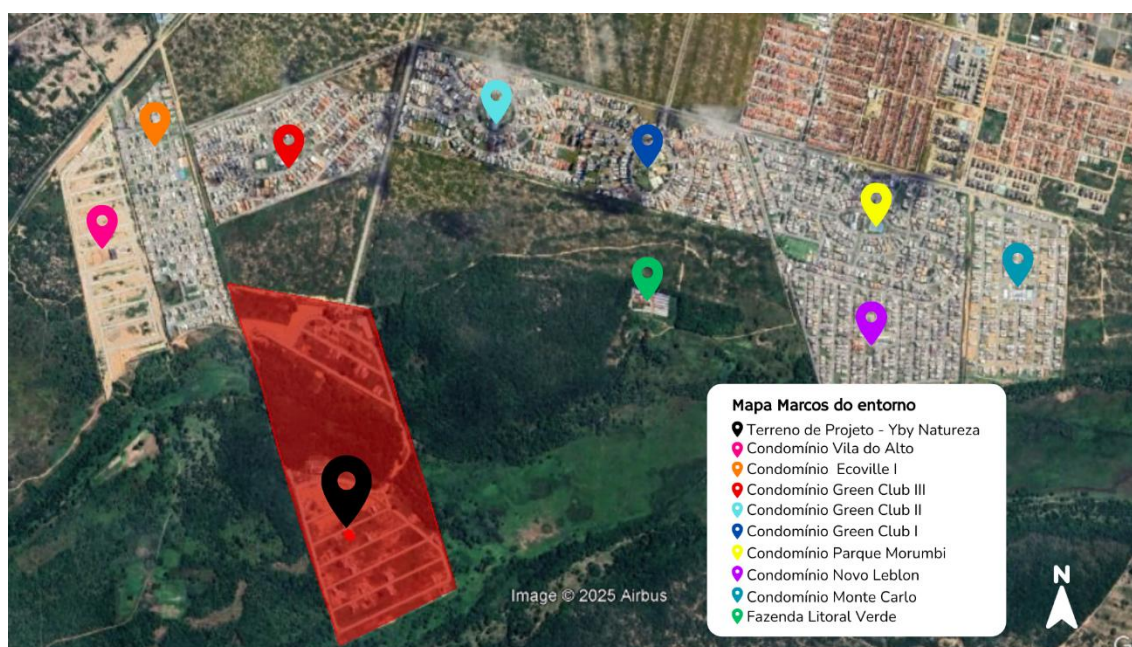 Image © 2025 Airbus
Mapa Marcos do entorno
Terreno de Projeto - Yby Natureza
Condomínio Vila do Alto
Condomínio Ecoville I
Condomínio Green Club III
Condomínio Green Club II
Condomínio Green Club I
Condomínio Parque Morumbi
Condomínio Novo Leblon
Condomínio Monte Carlo
Fazenda Litoral Verde
N
G